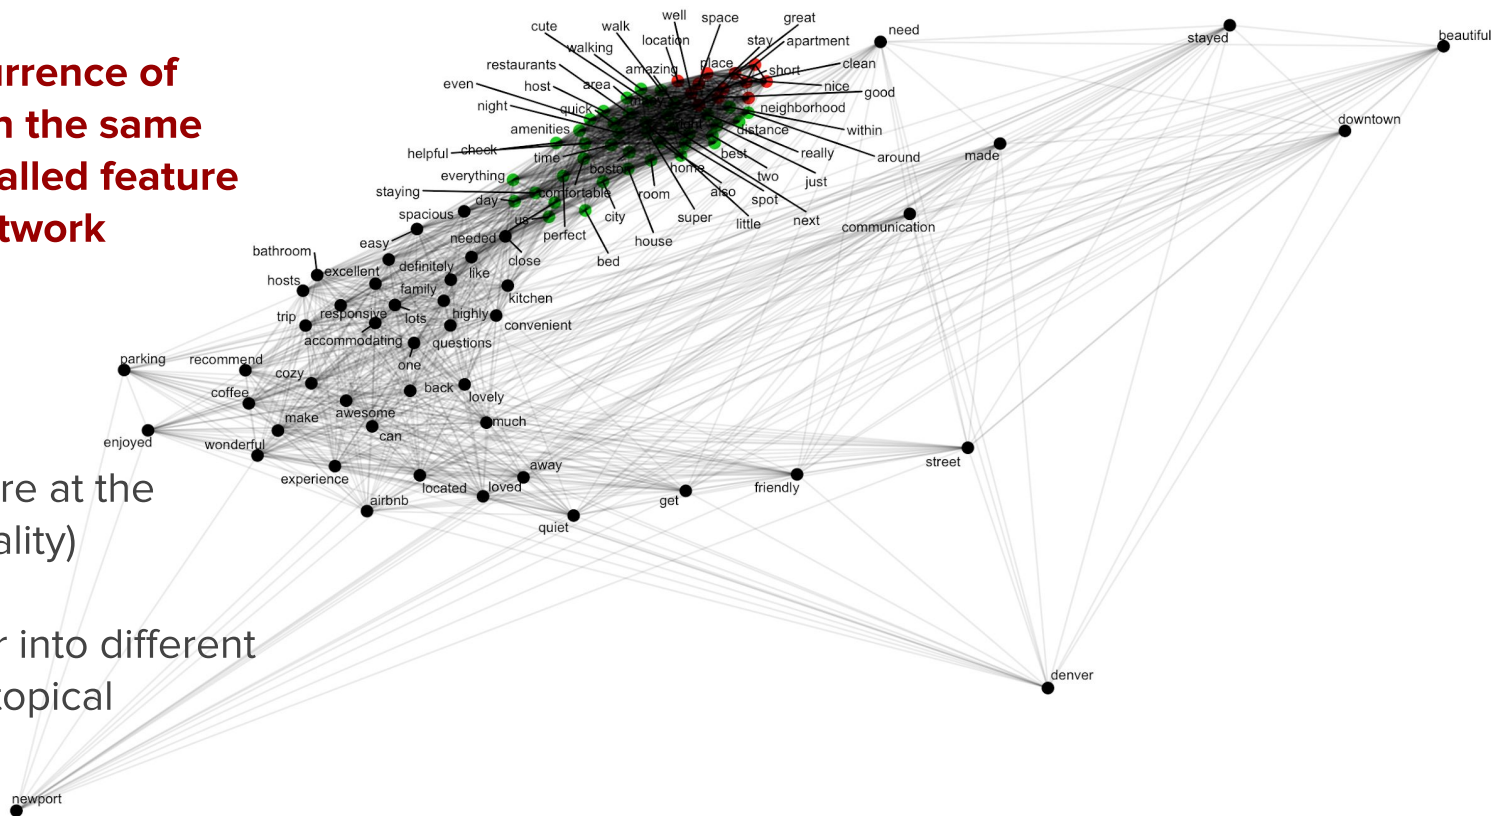 urrence of
n the same
alled feature
twork
re at the
ality)
r into different
topical
well
space
great
cute
walk
need
stayed
beautiful
walking
location
stay
apartment
restaurants
amazing
place
short
clean
even
host
area
nice
good
night
quick
neighborhood
downtown
amenities
distance
within
helpful
check
time
best
really
around
made
everything
boston
home
two
just
staying
day
comfortable
room
also
spot
spacious
us
city
super
little
next
communication
easy
needed
perfect
house
bathroom
close
bed
hosts
excellent
definitely
like
family
kitchen
trip
responsive
lots
highly
convenient
accommodating
questions
parking
recommend
one
cozy
coffee
back
lovely
make
awesome
much
enjoyed
wonderful
can
street
experience
located
loved
away
friendly
airbnb
get
quiet
denver
newport